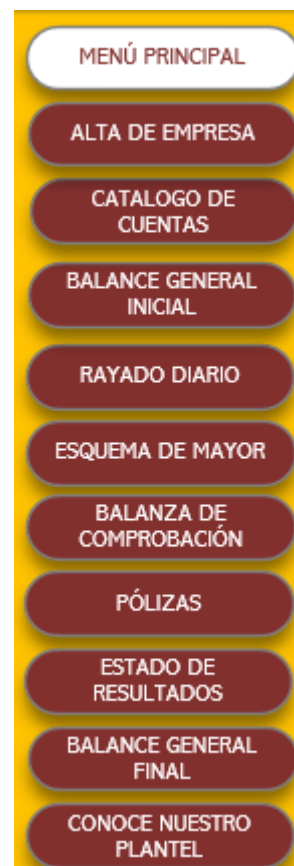 MENÚ PRINCIPAL
ALTA DE EMPRESA
CATALOGO DE
CUENTAS
BALANCE GENERAL
INICIAL
RAYADO DIARIO
ESQUEMA DE MAYOR
BALANZA DE
COMPROBACIÓN
PÓLIZAS
ESTADO DE
RESULTADOS
BALANCE GENERAL
FINAL
CONOCE NUESTRO
PLANTEL